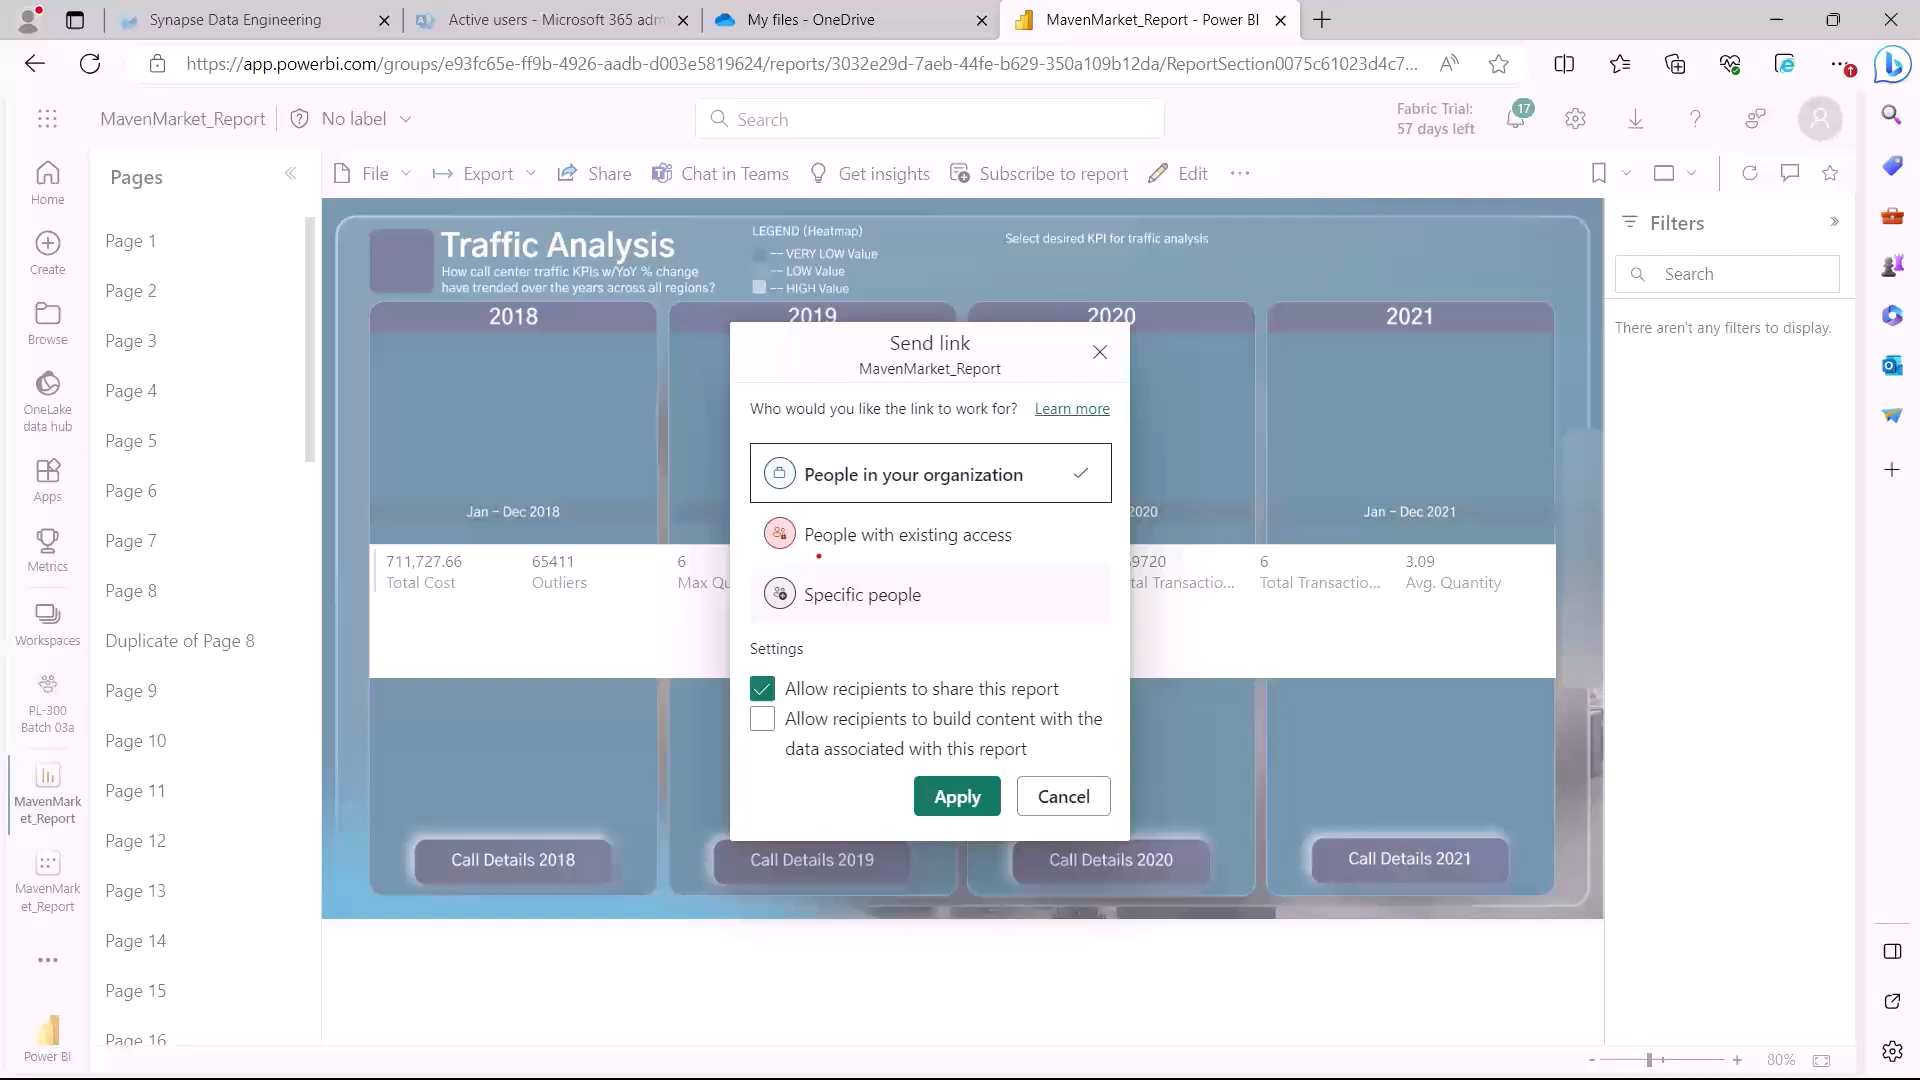 Synapse Data Engineering
Active users - Microsoft 365 adm
My files - OneDrive
MavenMarket_Report - Power BI
https://app.powerbi.com/groups/e93fc65e-ff9b-4926-aadb-d003e5819624/reports/3032e29d-7aeb-44fe-b629-350a109b12da/ReportSection0075c61023d4c7...
MavenMarket_Report
No label
Search
Fabric Trial:
57 days left
17
Home
Create
Browse
OneLake
data hub
Apps
Metrics
Workspaces
PL-300
Batch 03a
MavenMark
et_Report
MavenMark
et_Report
Power BI
Pages
Page 1
Page 2
Page 3
Page 4
Page 5
Page 6
Page 7
Page 8
Duplicate of Page 8
Page 9
Page 10
Page 11
Page 12
Page 13
Page 14
Page 15
Page 16
File
Export
Share
Chat in Teams
Get insights
Subscribe to report
Edit
Traffic Analysis
How call center traffic KPIs w/YoY % change
have trended over the years across all regions?
LEGEND (Heatmap)
-- VERY LOW Value
-- LOW Value
-- HIGH Value
Select desired KPI for traffic analysis
2018
2019
2020
2021
Jan - Dec 2018
2020
Jan - Dec 2021
711,727.66
Total Cost
65411
Outliers
6
Max Qu
9720
tal Transactio...
6
Total Transactio...
3.09
Avg. Quantity
Call Details 2018
Call Details 2019
Call Details 2020
Call Details 2021
Send link
MavenMarket_Report
Who would you like the link to work for? Learn more
People in your organization
People with existing access
Specific people
Settings
Allow recipients to share this report
Allow recipients to build content with the
data associated with this report
Apply
Cancel
Filters
Search
There aren't any filters to display.
80%